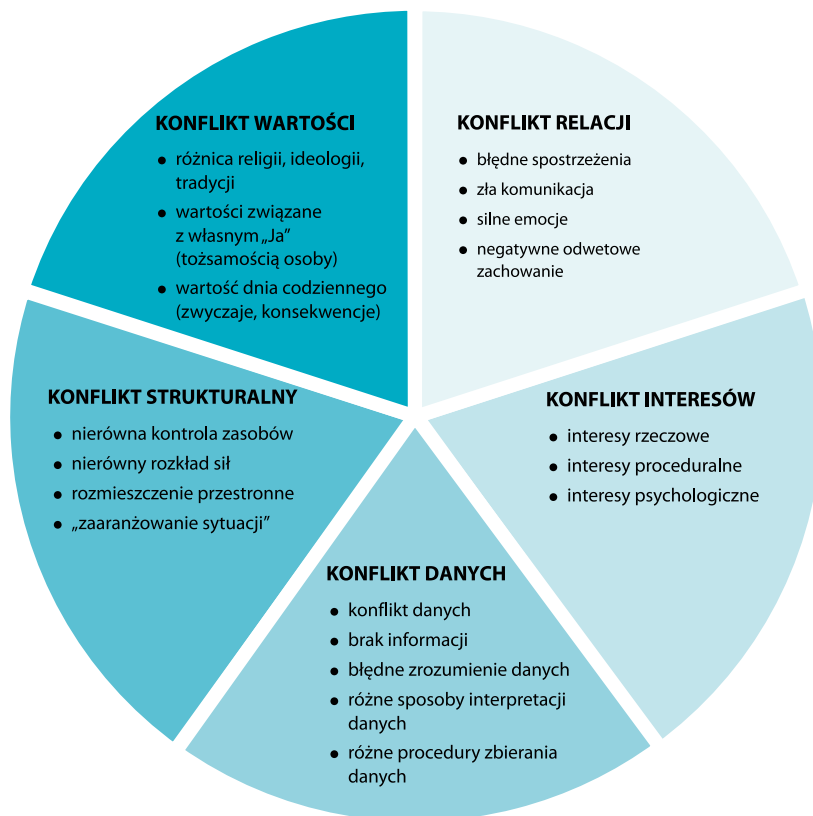 KONFLIKT WARTOŚCI
• różnica religii, ideologii,
tradycji
• wartości związane
z własnym „Ja”
(tożsamością osoby)
• wartość dnia codziennego
(zwyczaje, konsekwencje)
KONFLIKT RELACJI
• błędne spostrzeżenia
• zła komunikacja
• silne emocje
• negatywne odwetowe
zachowanie
KONFLIKT STRUKTURALNY
• nierówna kontrola zasobów
• nierówny rozkład sił
• rozmieszczenie przestronne
• „zaaranżowanie sytuacji”
KONFLIKT INTERESÓW
• interesy rzeczowe
• interesy proceduralne
• interesy psychologiczne
KONFLIKT DANYCH
• konflikt danych
• brak informacji
• błędne zrozumienie danych
• różne sposoby interpretacji
danych
• różne procedury zbierania
danych